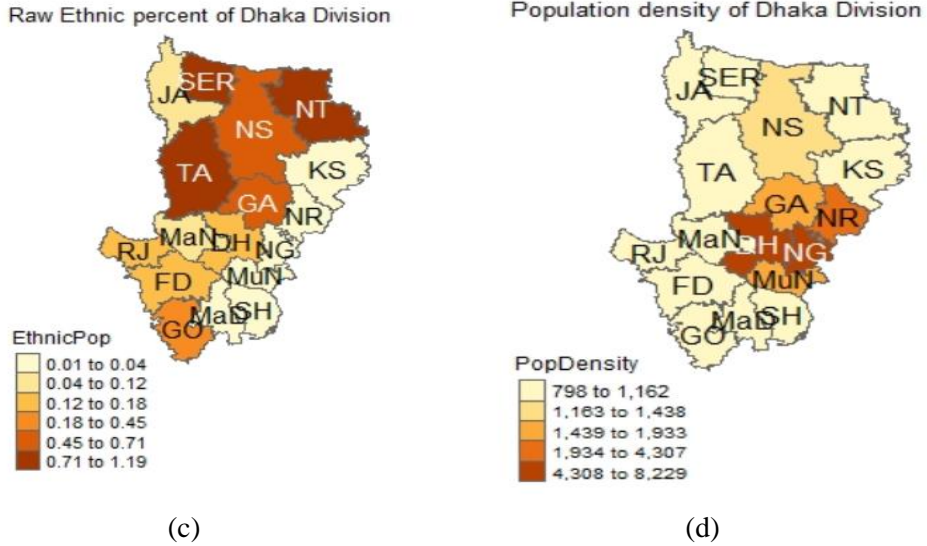 Raw Ethnic percent of Dhaka Division
JA
SER
NT
NS
TA
KS
GA
NR
MaN
DH
NG
RJ
MuN
FD
MaD
SH
GO
EthnicPop
0.01 to 0.04
0.04 to 0.12
0.12 to 0.18
0.18 to 0.45
0.45 to 0.71
0.71 to 1.19
(c)
Population density of Dhaka Division
JA
SER
NT
NS
TA
KS
GA
NR
MaN
DH
NG
RJ
MuN
FD
MaD
SH
GO
PopDensity
798 to 1,162
1,163 to 1,438
1,439 to 1,933
1,934 to 4,307
4,308 to 8,229
(d)